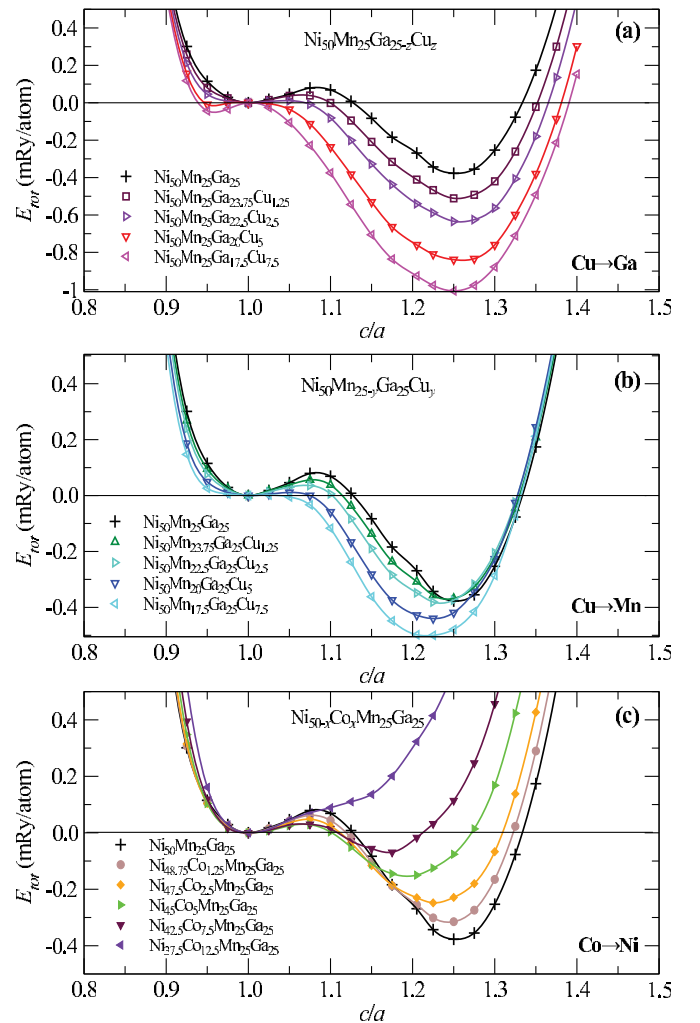 (a)
Ni50Mn25Ga25-zCuz
0.4
0.2
0.0
-0.2
-0.4
-0.6
-0.8
-1
Etot (mRy/atom)
Ni50Mn25Ga25
Ni50Mn25Ga23.75Cu1.25
Ni50Mn25Ga22.5Cu2.5
Ni50Mn25Ga20Cu5
Ni50Mn25Ga17.5Cu7.5
Cu→Ga
0.8 0.9 1.0 1.1 1.2 1.3 1.4 1.5
c/a
(b)
Ni50Mn25-yGa25Cuy
0.4
0.2
0.0
-0.2
-0.4
Etot (mRy/atom)
Ni50Mn25Ga25
Ni50Mn23.75Ga25Cu1.25
Ni50Mn22.5Ga25Cu2.5
Ni50Mn20Ga25Cu5
Ni50Mn17.5Ga25Cu7.5
Cu→Mn
0.8 0.9 1.0 1.1 1.2 1.3 1.4 1.5
c/a
(c)
Ni50-xCoxMn25Ga25
0.4
0.2
0.0
-0.2
-0.4
Etot (mRy/atom)
Ni50Mn25Ga25
Ni48.75Co1.25Mn25Ga25
Ni47.5Co2.5Mn25Ga25
Ni45Co5Mn25Ga25
Ni42.5Co7.5Mn25Ga25
Ni37.5Co12.5Mn25Ga25
Co→Ni
0.8 0.9 1.0 1.1 1.2 1.3 1.4 1.5
c/a